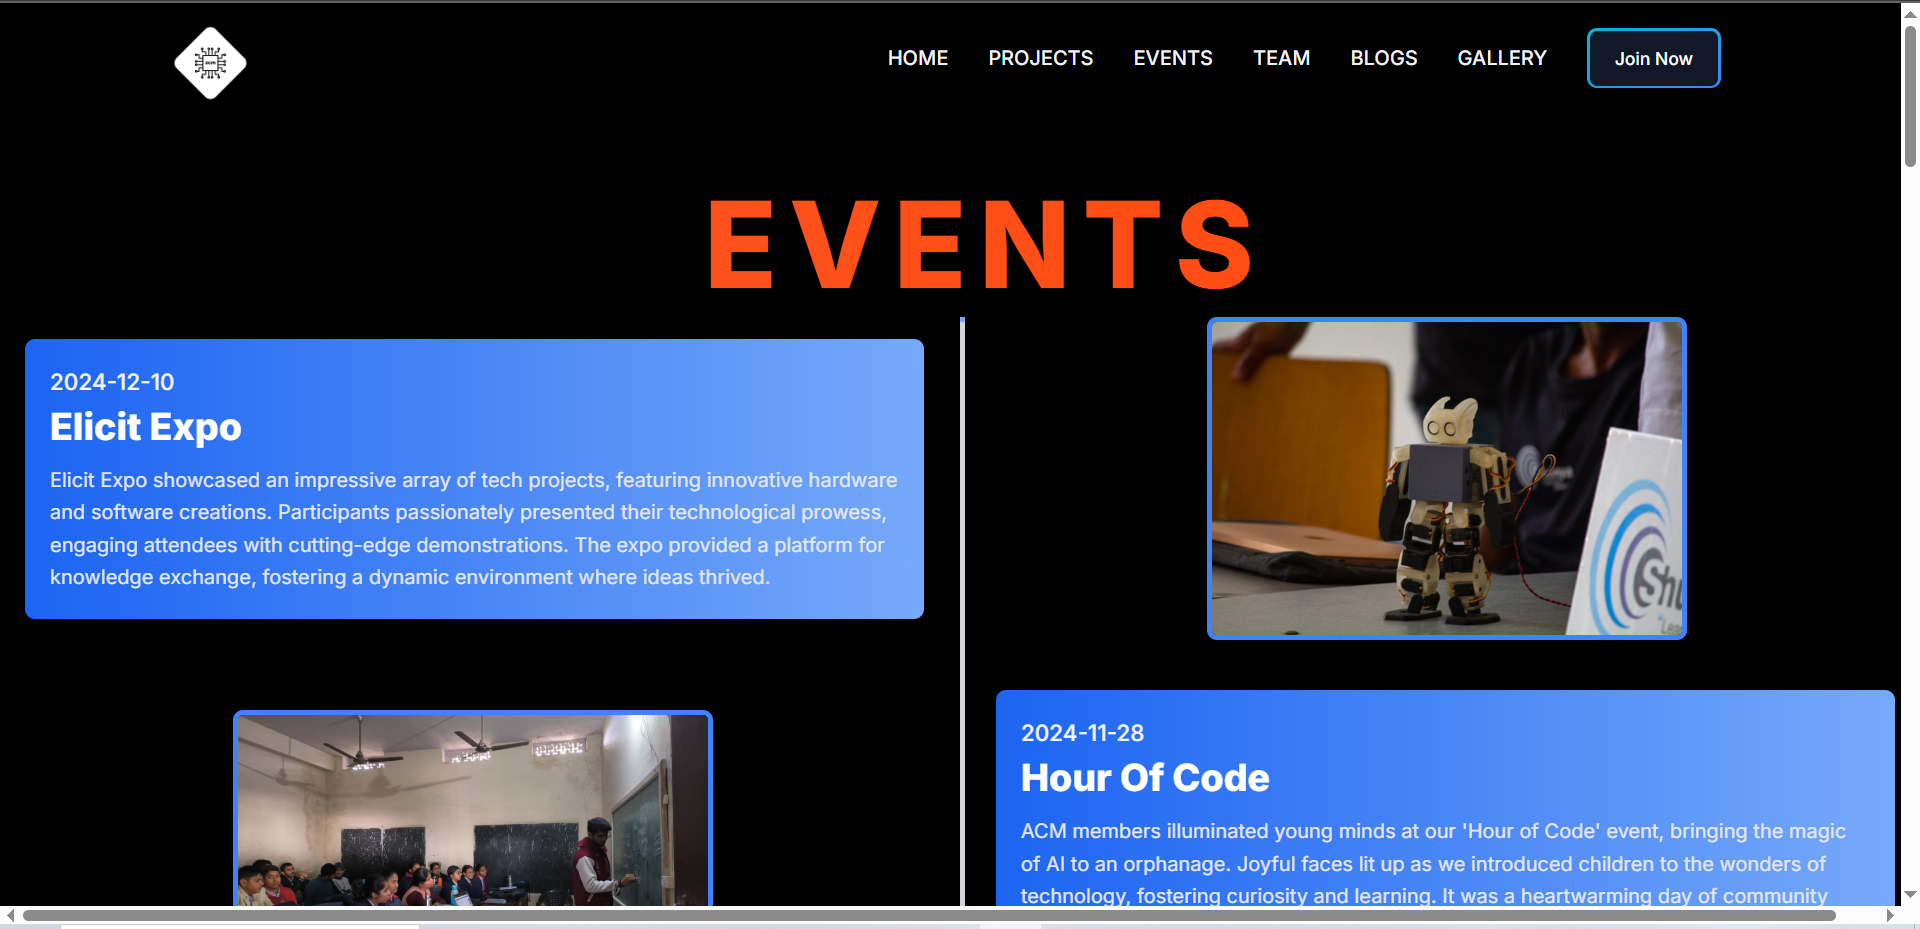 acm
HOME PROJECTS EVENTS TEAM BLOGS GALLERY Join Now
EVENTS
2024-12-10
Elicit Expo
Elicit Expo showcased an impressive array of tech projects, featuring innovative hardware
and software creations. Participants passionately presented their technological prowess,
engaging attendees with cutting-edge demonstrations. The expo provided a platform for
knowledge exchange, fostering a dynamic environment where ideas thrived.
Shu
Lea
2024-11-28
Hour Of Code
ACM members illuminated young minds at our 'Hour of Code' event, bringing the magic
of AI to an orphanage. Joyful faces lit up as we introduced children to the wonders of
technology, fostering curiosity and learning. It was a heartwarming day of community